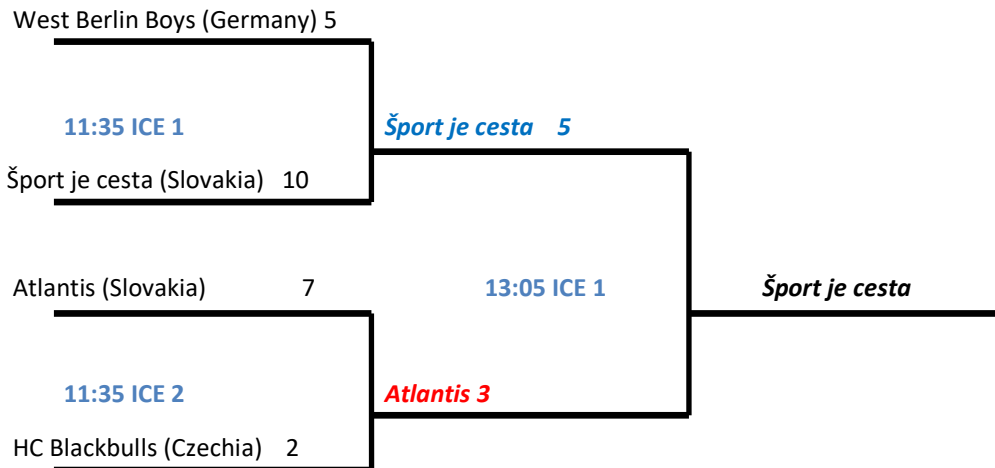 West Berlin Boys (Germany) 5
11:35 ICE 1
Šport je cesta 5
Šport je cesta (Slovakia) 10
Atlantis (Slovakia) 7
13:05 ICE 1
Šport je cesta
11:35 ICE 2
Atlantis 3
HC Blackbulls (Czechia) 2